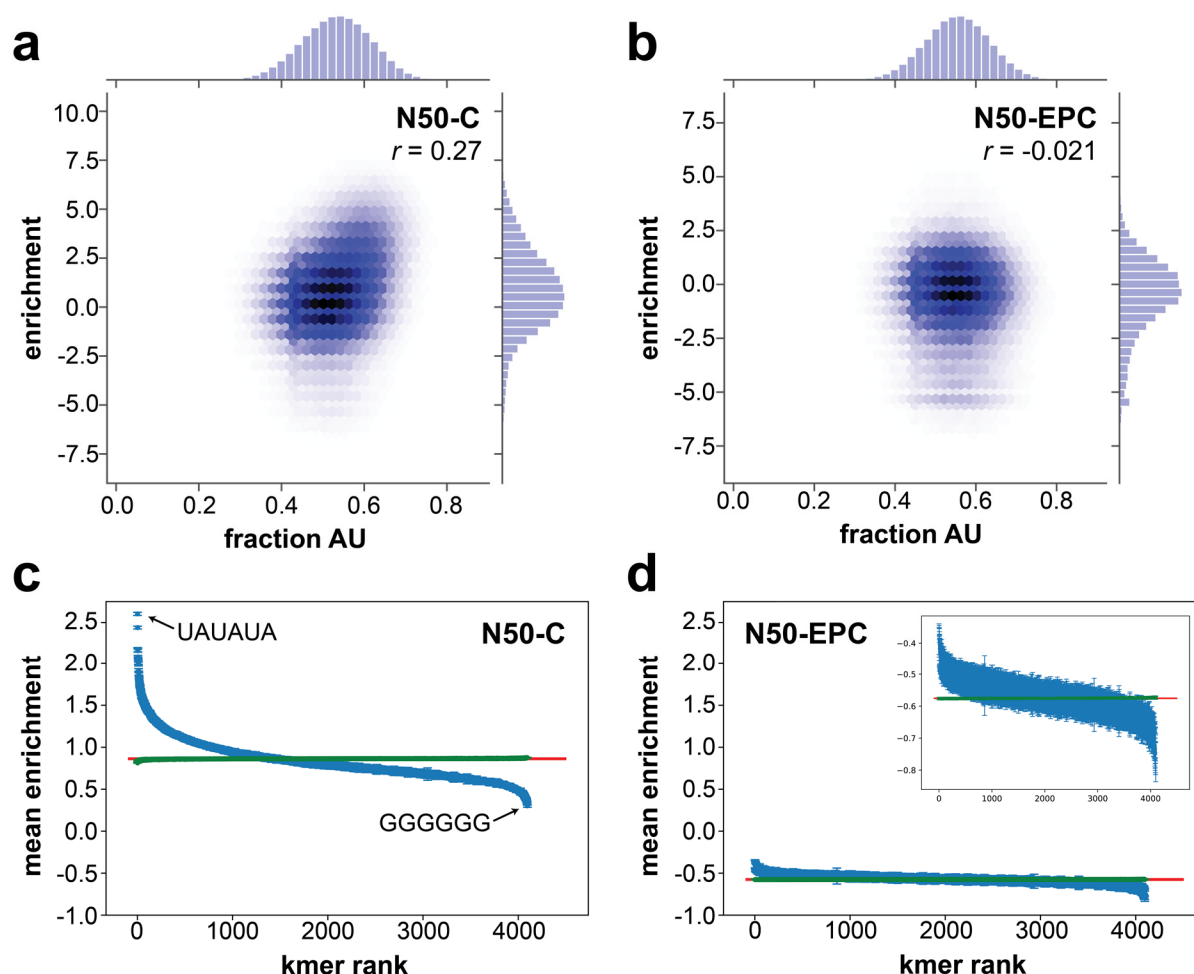 a
N50-C
r = 0.27
10.0
7.5
5.0
2.5
0.0
-2.5
-5.0
-7.5
enrichment
0.0 0.2 0.4 0.6 0.8
fraction AU
b
N50-EPC
r = -0.021
7.5
5.0
2.5
0.0
-2.5
-5.0
-7.5
enrichment
0.0 0.2 0.4 0.6 0.8
fraction AU
c
N50-C
UAUAUA
GGGGGG
2.5
2.0
1.5
1.0
0.5
0.0
-0.5
-1.0
mean enrichment
0 1000 2000 3000 4000
kmer rank
d
N50-EPC
2.5
2.0
1.5
1.0
0.5
0.0
-0.5
-1.0
mean enrichment
−0.4
−0.5
−0.6
−0.7
−0.8
0 1000 2000 3000 4000
0 1000 2000 3000 4000
kmer rank